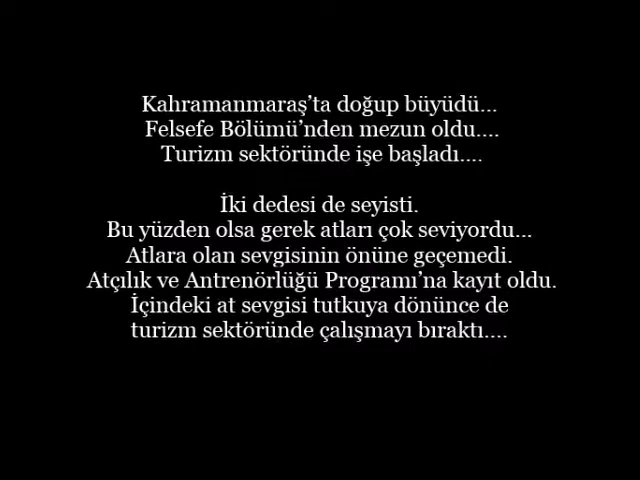 Kahramanmaraş’ta doğup büyüdü...
Felsefe Bölümü’nden mezun oldu....
Turizm sektöründe işe başladı....
İki dedesi de seyisti.
Bu yüzden olsa gerek atları çok seviyordu...
Atlara olan sevgisinin önüne geçemedi.
Atçılık ve Antrenörlüğü Programı’na kayıt oldu.
İçindeki at sevgisi tutkuya dönünce de
turizm sektöründe çalışmayı bıraktı....